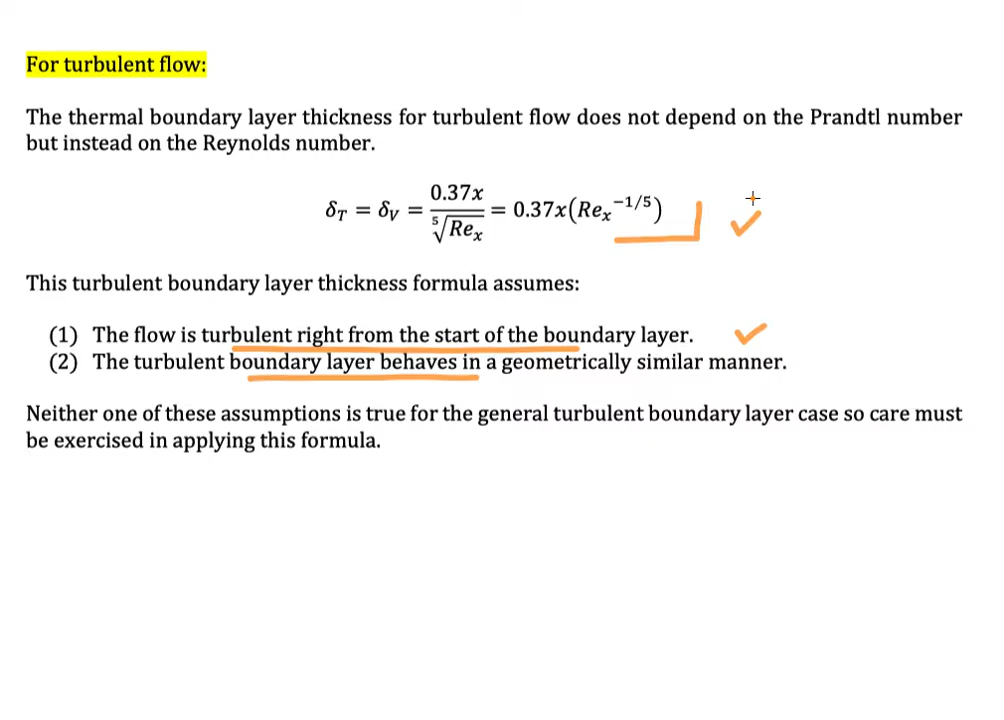 For turbulent flow:
The thermal boundary layer thickness for turbulent flow does not depend on the Prandtl number
but instead on the Reynolds number.
δ_T = δ_v = 0.37x / ⁵√Re_x = 0.37x(Re_x^−1/5)
This turbulent boundary layer thickness formula assumes:
(1) The flow is turbulent right from the start of the boundary layer.
(2) The turbulent boundary layer behaves in a geometrically similar manner.
Neither one of these assumptions is true for the general turbulent boundary layer case so care must
be exercised in applying this formula.